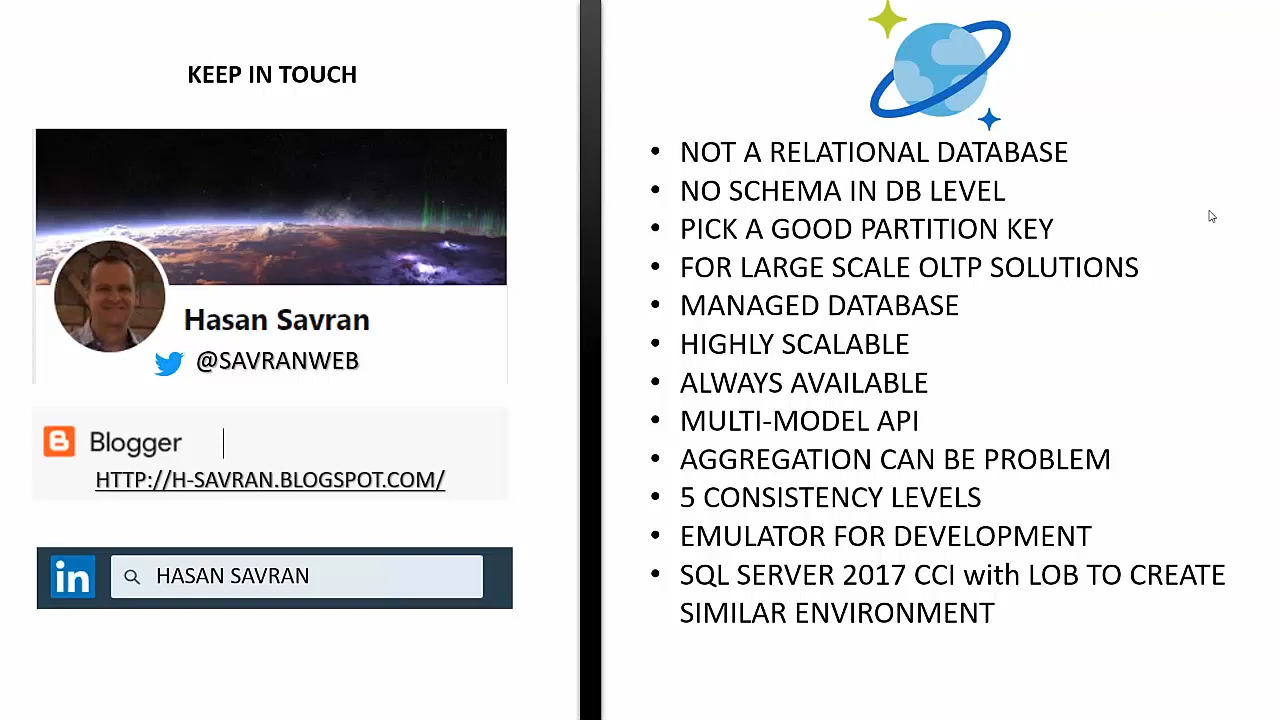 KEEP IN TOUCH
Hasan Savran
@SAVRANWEB
Blogger
HTTP://H-SAVRAN.BLOGSPOT.COM/
in
HASAN SAVRAN
• NOT A RELATIONAL DATABASE
• NO SCHEMA IN DB LEVEL
• PICK A GOOD PARTITION KEY
• FOR LARGE SCALE OLTP SOLUTIONS
• MANAGED DATABASE
• HIGHLY SCALABLE
• ALWAYS AVAILABLE
• MULTI-MODEL API
• AGGREGATION CAN BE PROBLEM
• 5 CONSISTENCY LEVELS
• EMULATOR FOR DEVELOPMENT
• SQL SERVER 2017 CCI with LOB TO CREATE
SIMILAR ENVIRONMENT